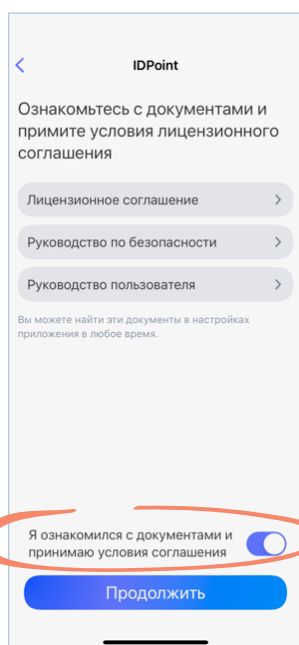 IDPoint
Ознакомьтесь с документами и
примите условия лицензионного
соглашения
Лицензионное соглашение
Руководство по безопасности
Руководство пользователя
Вы можете найти эти документы в настройках
приложения в любое время.
Я ознакомился с документами и
принимаю условия соглашения
Продолжить